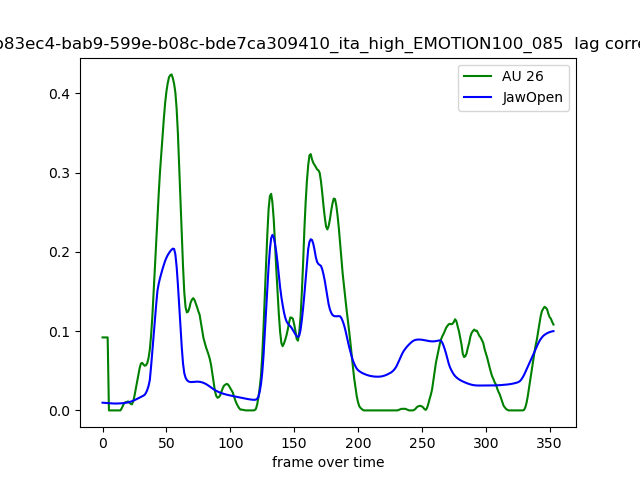 b83ec4-bab9-599e-b08c-bde7ca309410_ita_high_EMOTION100_085 lag corre
AU 26
JawOpen
0.4
0.3
0.2
0.1
0.0
0 50 100 150 200 250 300 350
frame over time